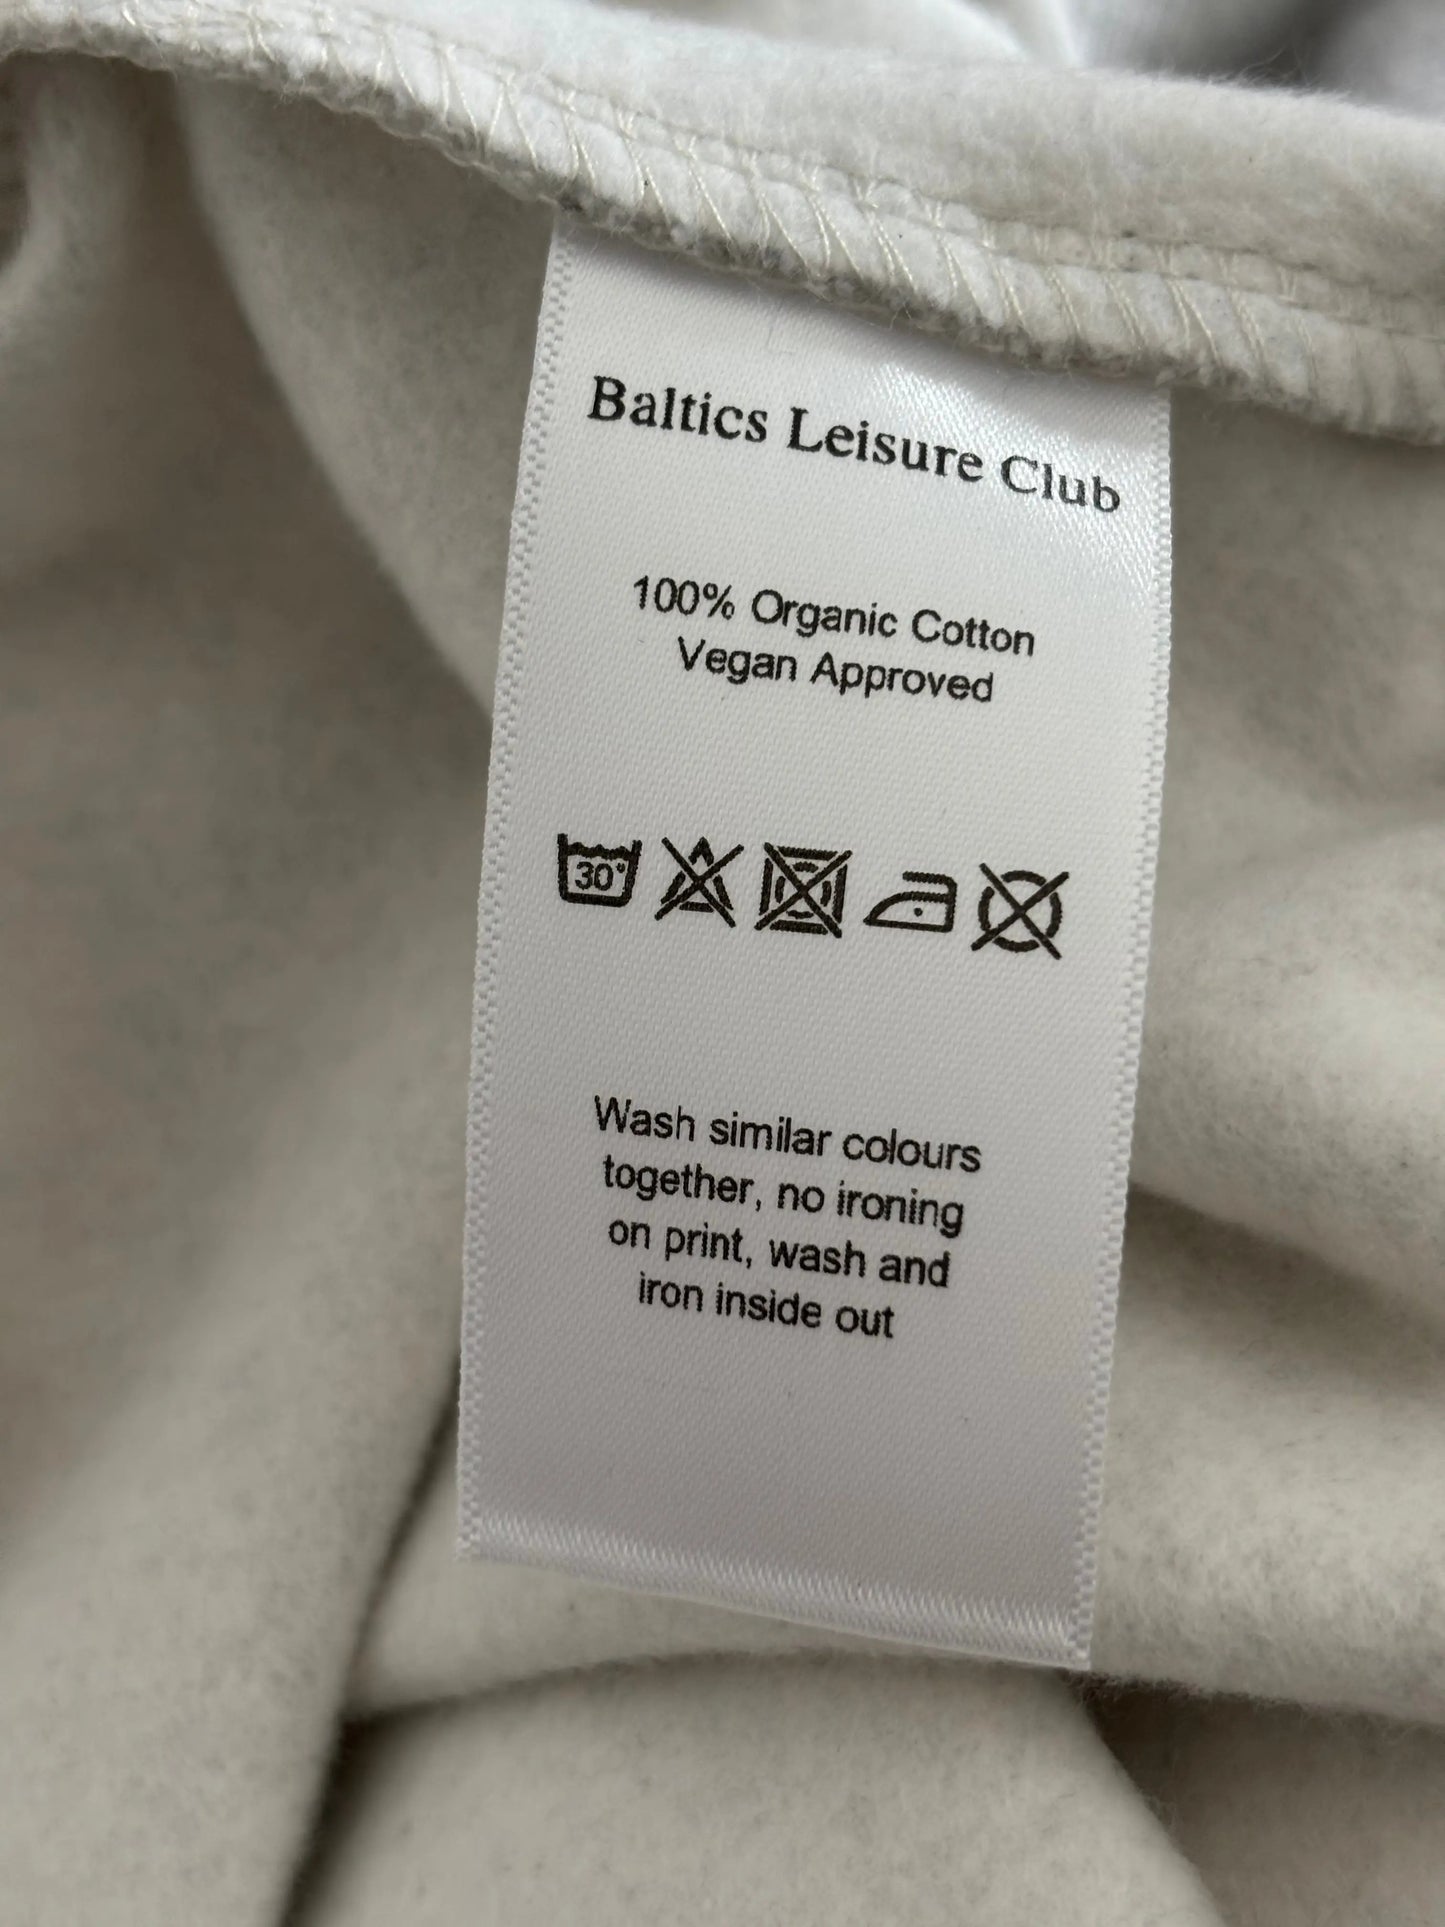 Baltics Leisure Club
100% Organic Cotton
Vegan Approved
30°
Wash similar colours
together, no ironing
on print, wash and
iron inside out